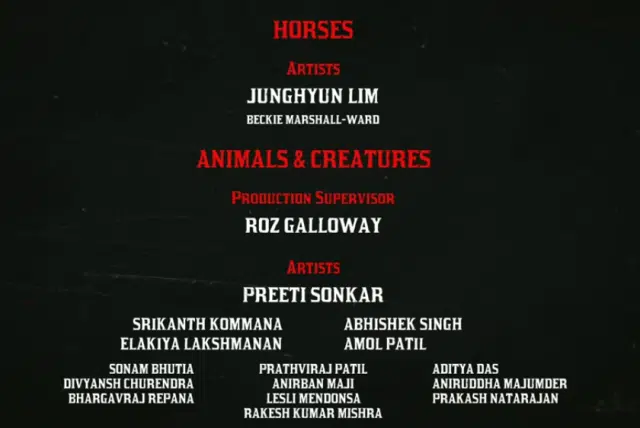 HORSES
ARTISTS
JUNGHYUN LIM
BECKIE MARSHALL-WARD
ANIMALS & CREATURES
PRODUCTION SUPERVISOR
ROZ GALLOWAY
ARTISTS
PREETI SONKAR
SRIKANTH KOMMANA ABHISHEK SINGH
ELAKIYA LAKSHMANAN AMOL PATIL
SONAM BHUTIA PRATHVIRAJ PATIL ADITYA DAS
DIVYANSH CHURENDRA ANIRBAN MAJI ANIRUDDHA MAJUMDER
BHARGAVRAJ REPANA LESLI MENDONSA PRAKASH NATARAJAN
RAKESH KUMAR MISHRA